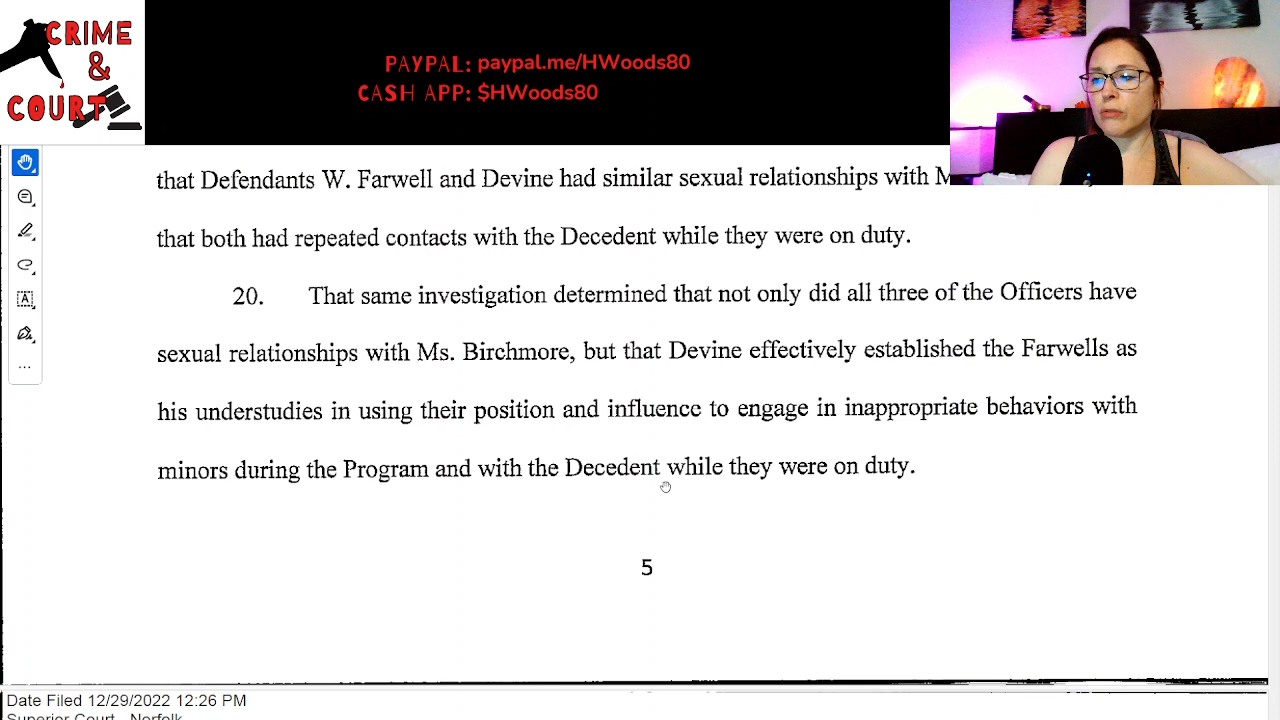 CRIME
&
COURT
PAYPAL: paypal.me/HWoods80
CASH APP: $HWoods80
that Defendants W. Farwell and Devine had similar sexual relationships with M
that both had repeated contacts with the Decedent while they were on duty.
20. That same investigation determined that not only did all three of the Officers have
sexual relationships with Ms. Birchmore, but that Devine effectively established the Farwells as
his understudies in using their position and influence to engage in inappropriate behaviors with
minors during the Program and with the Decedent while they were on duty.
5
Date Filed 12/29/2022 12:26 PM
Superior Court - Norfolk